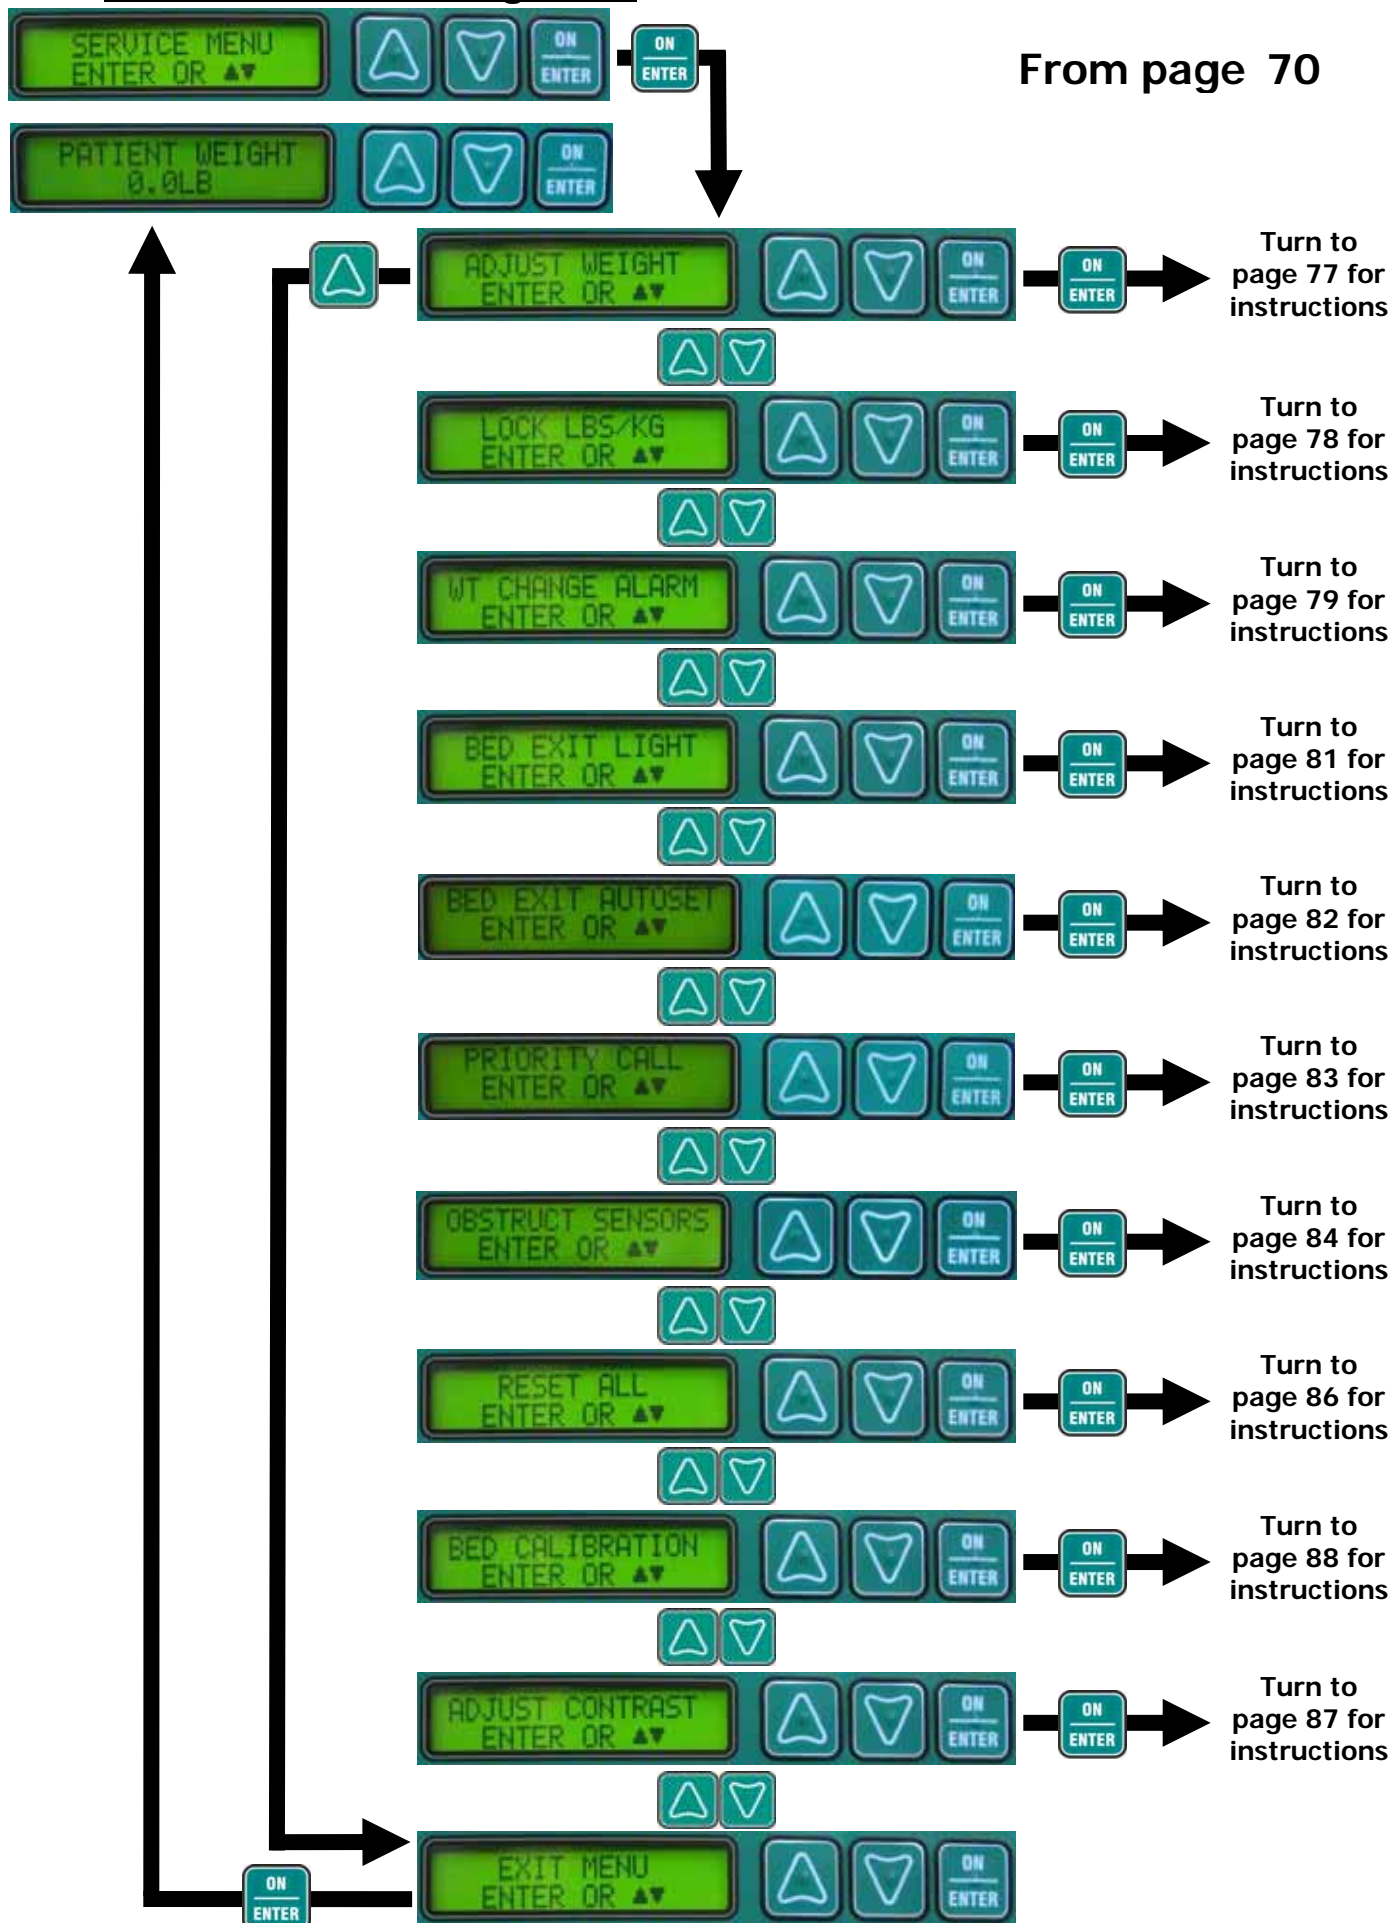 SERVICE MENU
ENTER OR ▲▼
ON
ENTER
ON
ENTER
From page 70
PATIENT WEIGHT
0.0LB
ON
ENTER
ADJUST WEIGHT
ENTER OR ▲▼
ON
ENTER
ON
ENTER
Turn to
page 77 for
instructions
LOCK LBS/KG
ENTER OR ▲▼
ON
ENTER
ON
ENTER
Turn to
page 78 for
instructions
WT CHANGE ALARM
ENTER OR ▲▼
ON
ENTER
ON
ENTER
Turn to
page 79 for
instructions
BED EXIT LIGHT
ENTER OR ▲▼
ON
ENTER
ON
ENTER
Turn to
page 81 for
instructions
BED EXIT AUTOSET
ENTER OR ▲▼
ON
ENTER
ON
ENTER
Turn to
page 82 for
instructions
PRIORITY CALL
ENTER OR ▲▼
ON
ENTER
ON
ENTER
Turn to
page 83 for
instructions
OBSTRUCT SENSORS
ENTER OR ▲▼
ON
ENTER
ON
ENTER
Turn to
page 84 for
instructions
RESET ALL
ENTER OR ▲▼
ON
ENTER
ON
ENTER
Turn to
page 86 for
instructions
BED CALIBRATION
ENTER OR ▲▼
ON
ENTER
ON
ENTER
Turn to
page 88 for
instructions
ADJUST CONTRAST
ENTER OR ▲▼
ON
ENTER
ON
ENTER
Turn to
page 87 for
instructions
EXIT MENU
ENTER OR ▲▼
ON
ENTER
ON
ENTER